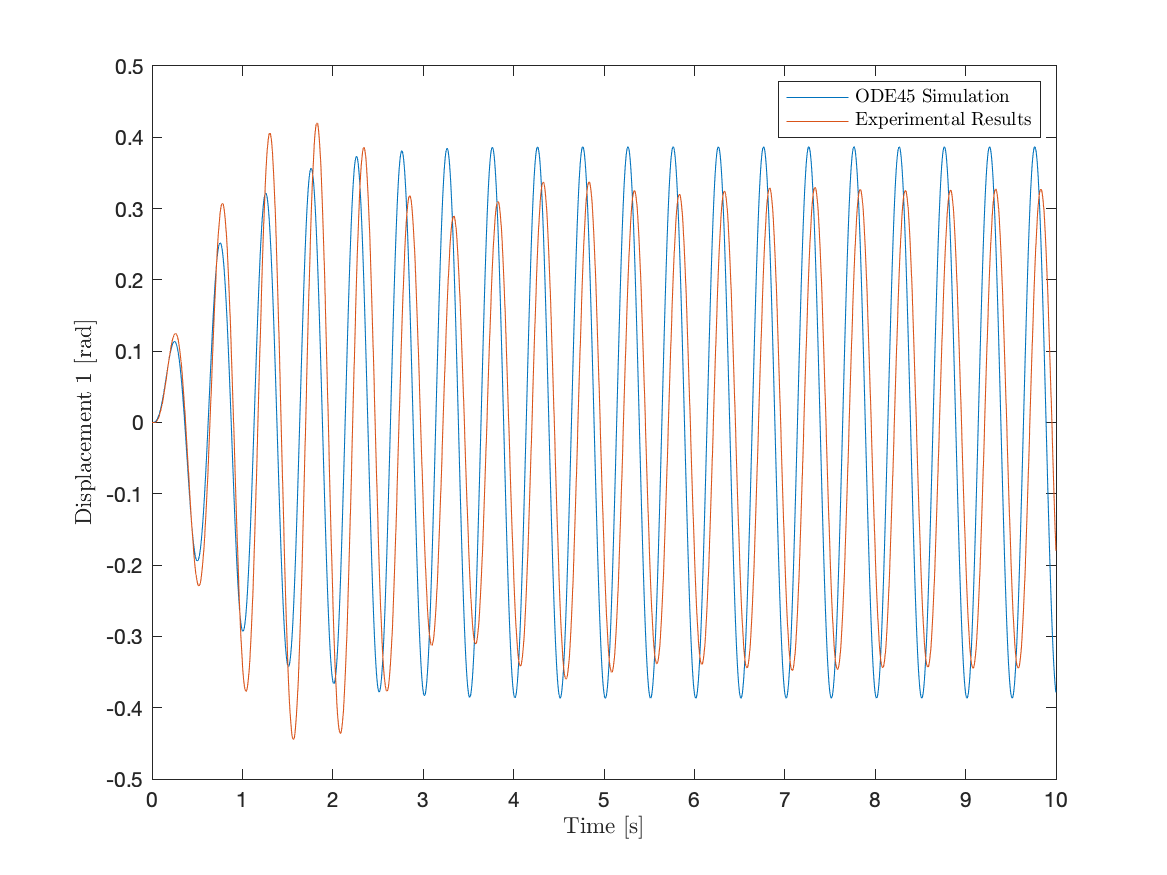 0.5
0.4
0.3
0.2
0.1
0
-0.1
-0.2
-0.3
-0.4
-0.5
Displacement 1 [rad]
ODE45 Simulation
Experimental Results
0 1 2 3 4 5 6 7 8 9 10
Time [s]